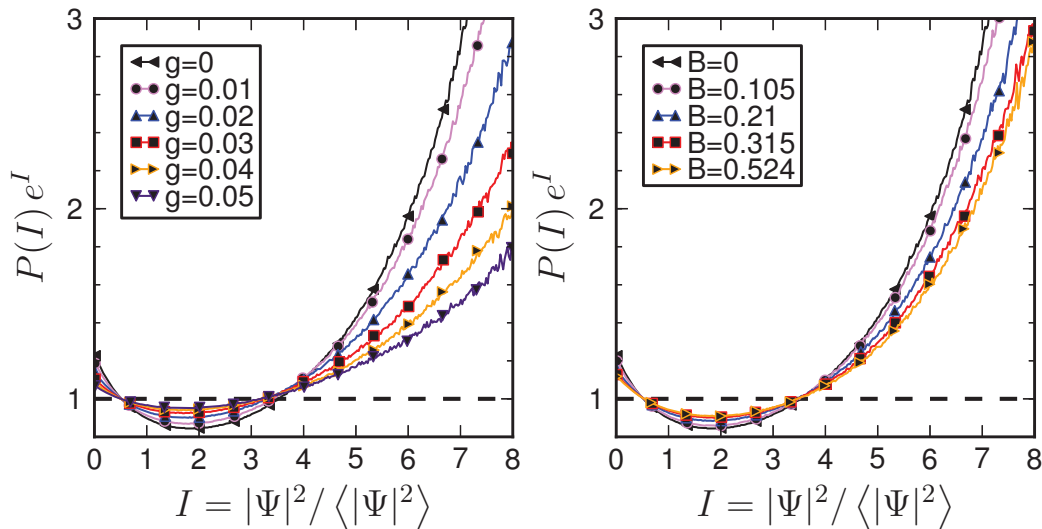 3
2
1
P(I) e^I
g=0
g=0.01
g=0.02
g=0.03
g=0.04
g=0.05
0 1 2 3 4 5 6 7 8
I = |Ψ|²/⟨|Ψ|²⟩
3
2
1
P(I) e^I
B=0
B=0.105
B=0.21
B=0.315
B=0.524
0 1 2 3 4 5 6 7 8
I = |Ψ|²/⟨|Ψ|²⟩